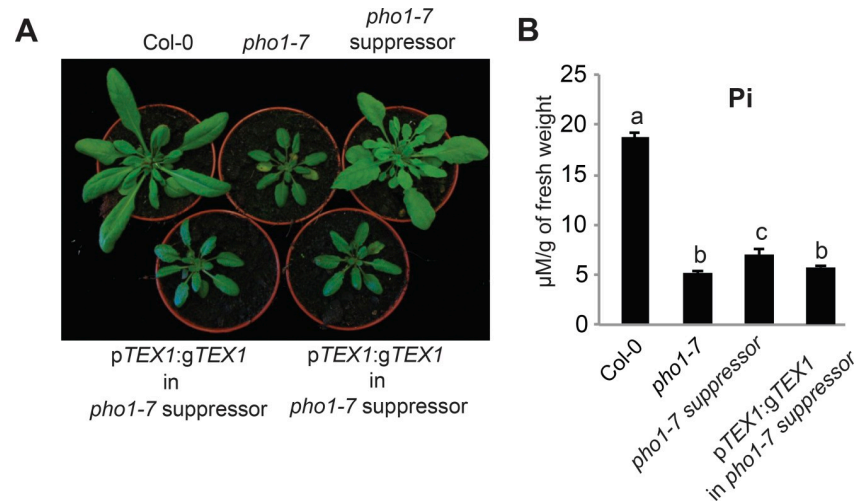 A
Col-0
pho1-7
pho1-7
suppressor
pTEX1:gTEX1
in
pho1-7 suppressor
pTEX1:gTEX1
in
pho1-7 suppressor
B
Pi
µM/g of fresh weight
25
20
15
10
5
0
a
b
c
b
Col-0
pho1-7
pho1-7 suppressor
pTEX1:gTEX1
in pho1-7 suppressor